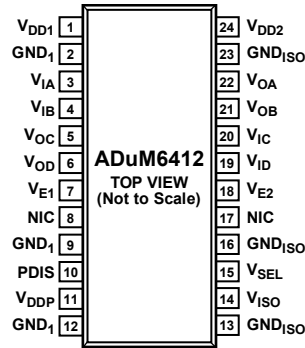 VDD1 1 24 VDD2
GND1 2 23 GNDISO
VIA 3 22 VOA
VIB 4 21 VOB
VOC 5 20 VIC
VOD 6 19 VID
VE1 7 18 VE2
NIC 8 17 NIC
GND1 9 16 GNDISO
PDIS 10 15 VSEL
VDDP 11 14 VISO
GND1 12 13 GNDISO
ADuM6412
TOP VIEW
(Not to Scale)